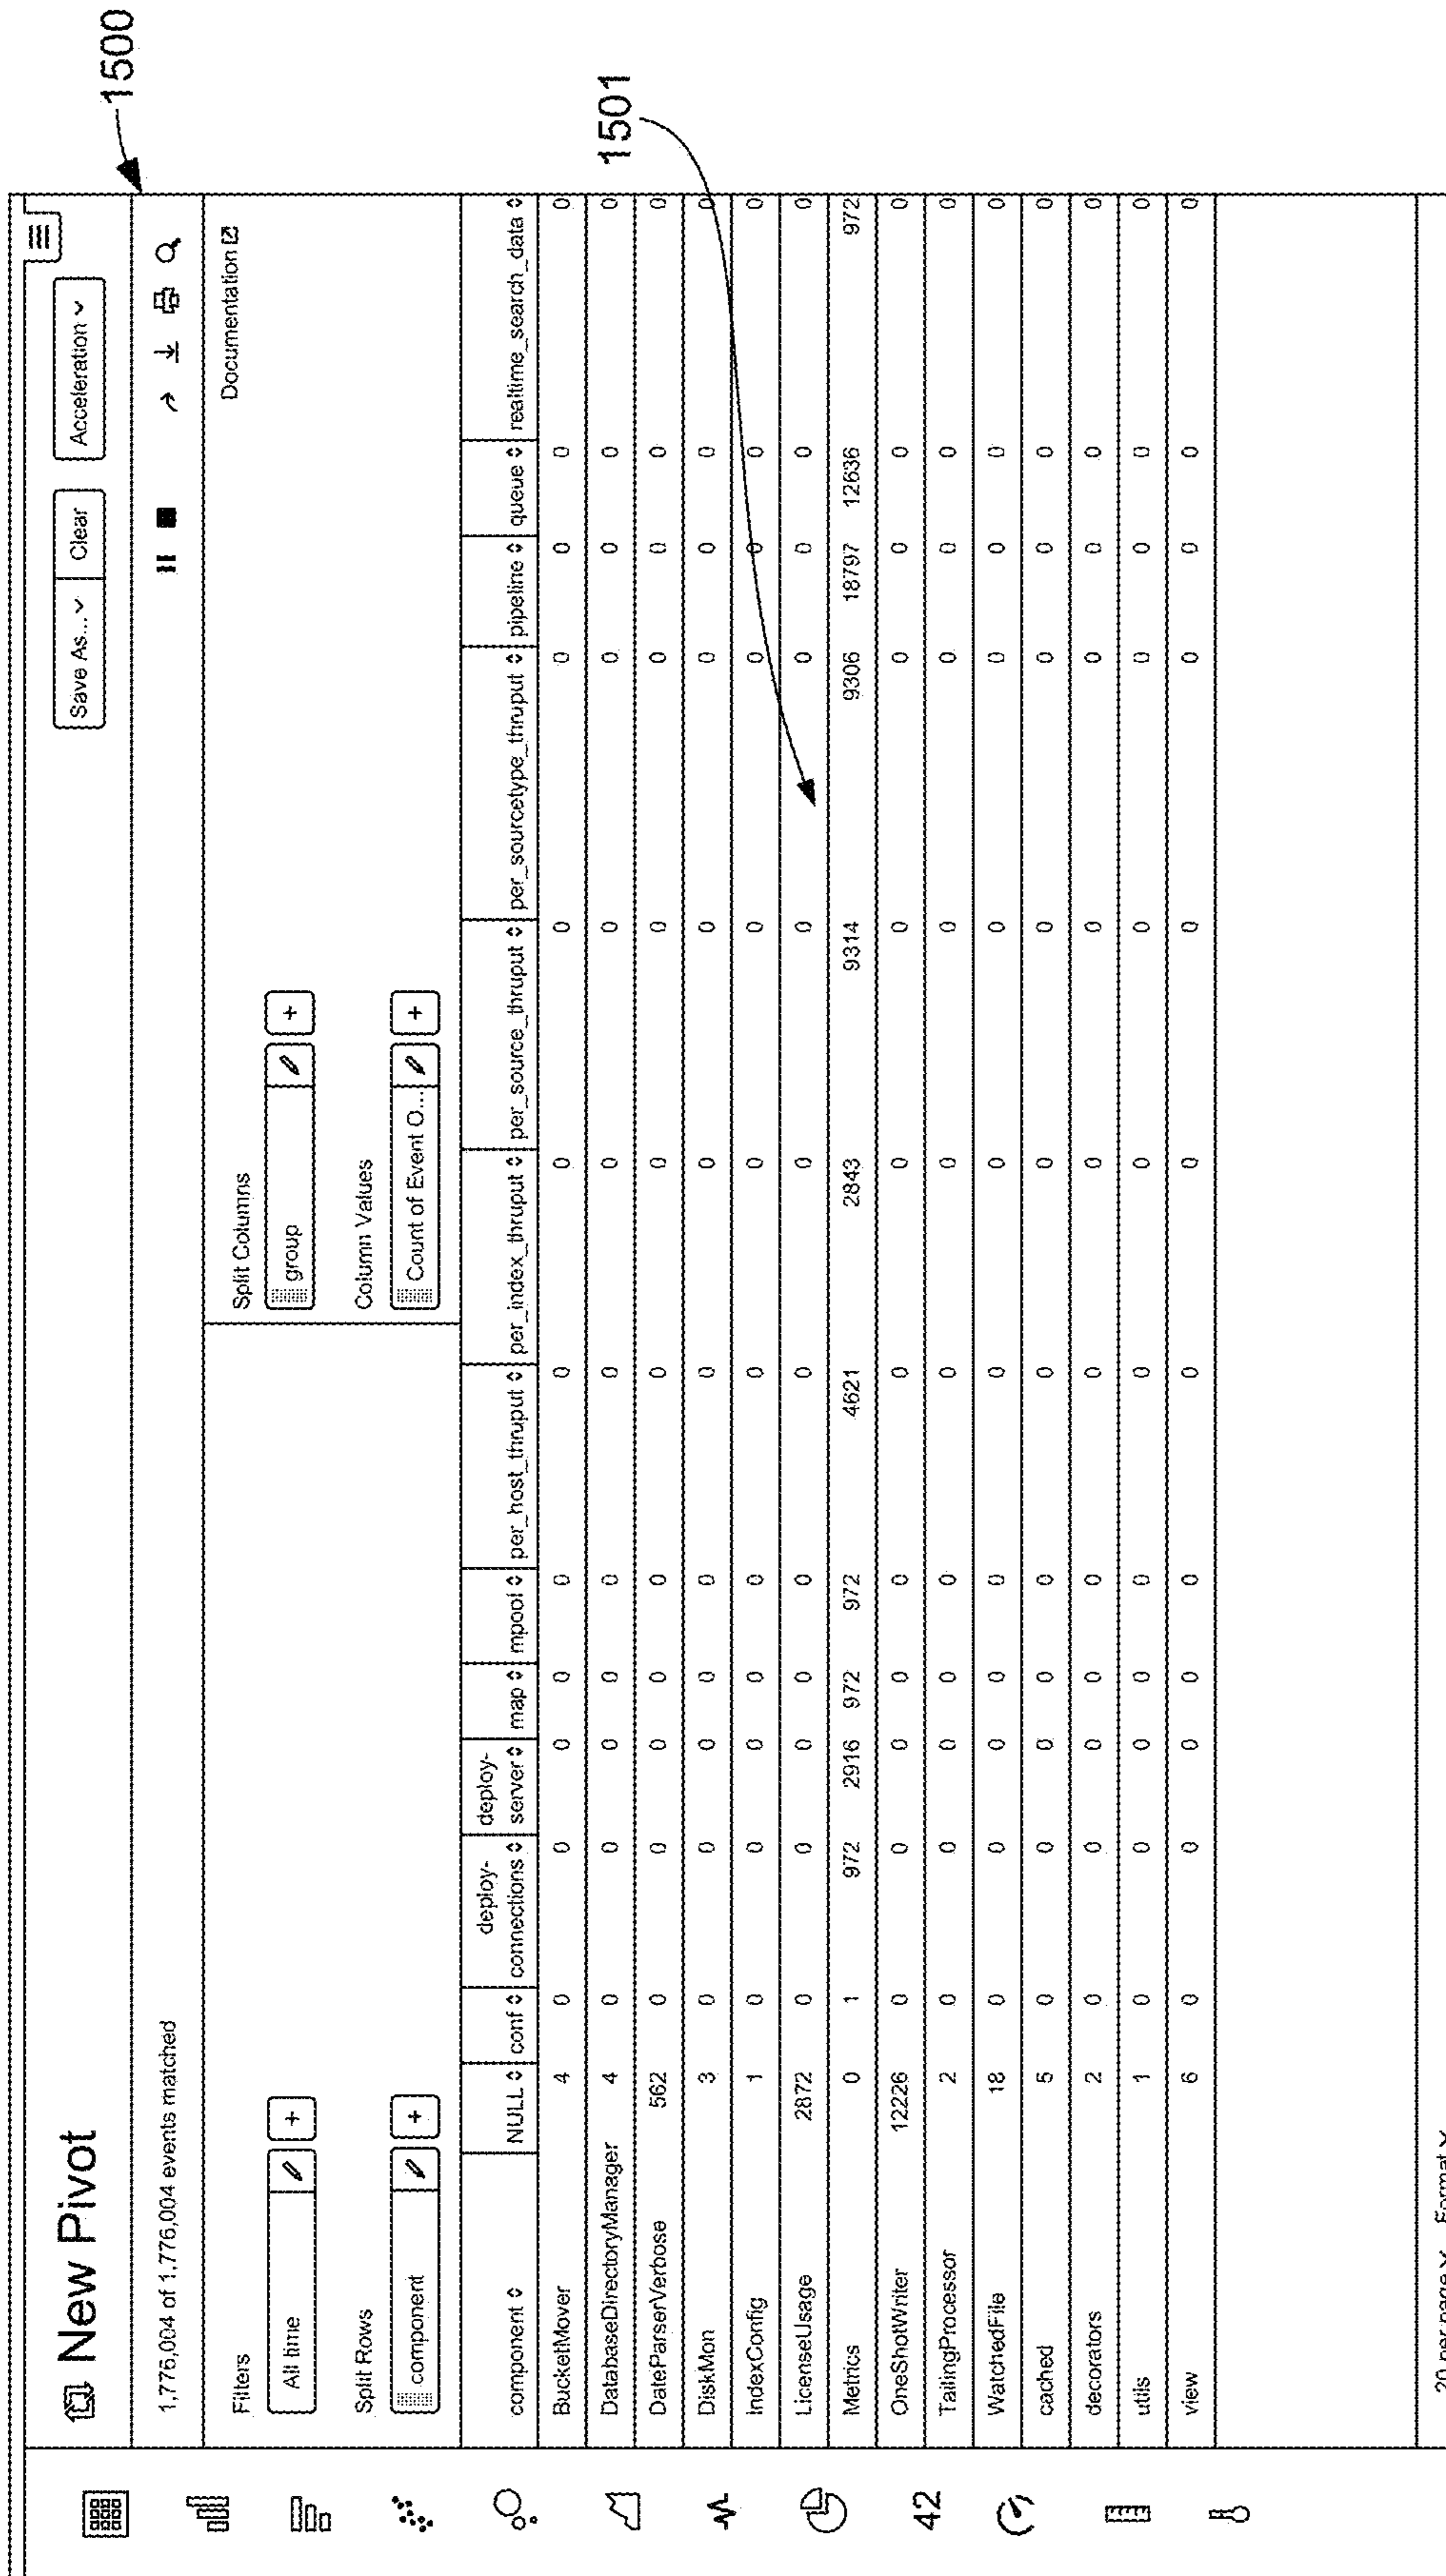 1500
1501
New Pivot
Save As... Clear Acceleration
1,776,004 of 1,776,004 events matched
Filters Split Columns Documentation
All time + group +
Split Rows Column Values
component + Count of Event O... +
component NULL conf deploy-connections deploy-server map mpool per_host_thruput per_index_thruput per_source_thruput per_sourcetype_thruput pipeline queue realtime_search_data
BucketMover 4 0 0 0 0 0 0 0 0 0 0 0 0
DatabaseDirectoryManager 4 0 0 0 0 0 0 0 0 0 0 0 0
DateParserVerbose 562 0 0 0 0 0 0 0 0 0 0 0 0
DiskMon 3 0 0 0 0 0 0 0 0 0 0 0 0
IndexConfig 1 0 0 0 0 0 0 0 0 0 0 0 0
LicenseUsage 2872 0 0 0 0 0 0 0 0 0 0 0 0
Metrics 0 1 972 2916 972 972 4621 2843 9314 9306 18797 12636 972
OneShotWriter 12226 0 0 0 0 0 0 0 0 0 0 0 0
TailingProcessor 2 0 0 0 0 0 0 0 0 0 0 0 0
WatchedFile 18 0 0 0 0 0 0 0 0 0 0 0 0
cached 5 0 0 0 0 0 0 0 0 0 0 0 0
decorators 2 0 0 0 0 0 0 0 0 0 0 0 0
utils 1 0 0 0 0 0 0 0 0 0 0 0 0
view 6 0 0 0 0 0 0 0 0 0 0 0 0
42
20 per page Format